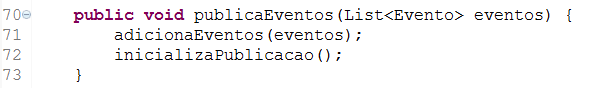 70 public void publicaEventos(List<Evento> eventos) {
71 adicionaEventos(eventos);
72 inicializaPublicacao();
73 }